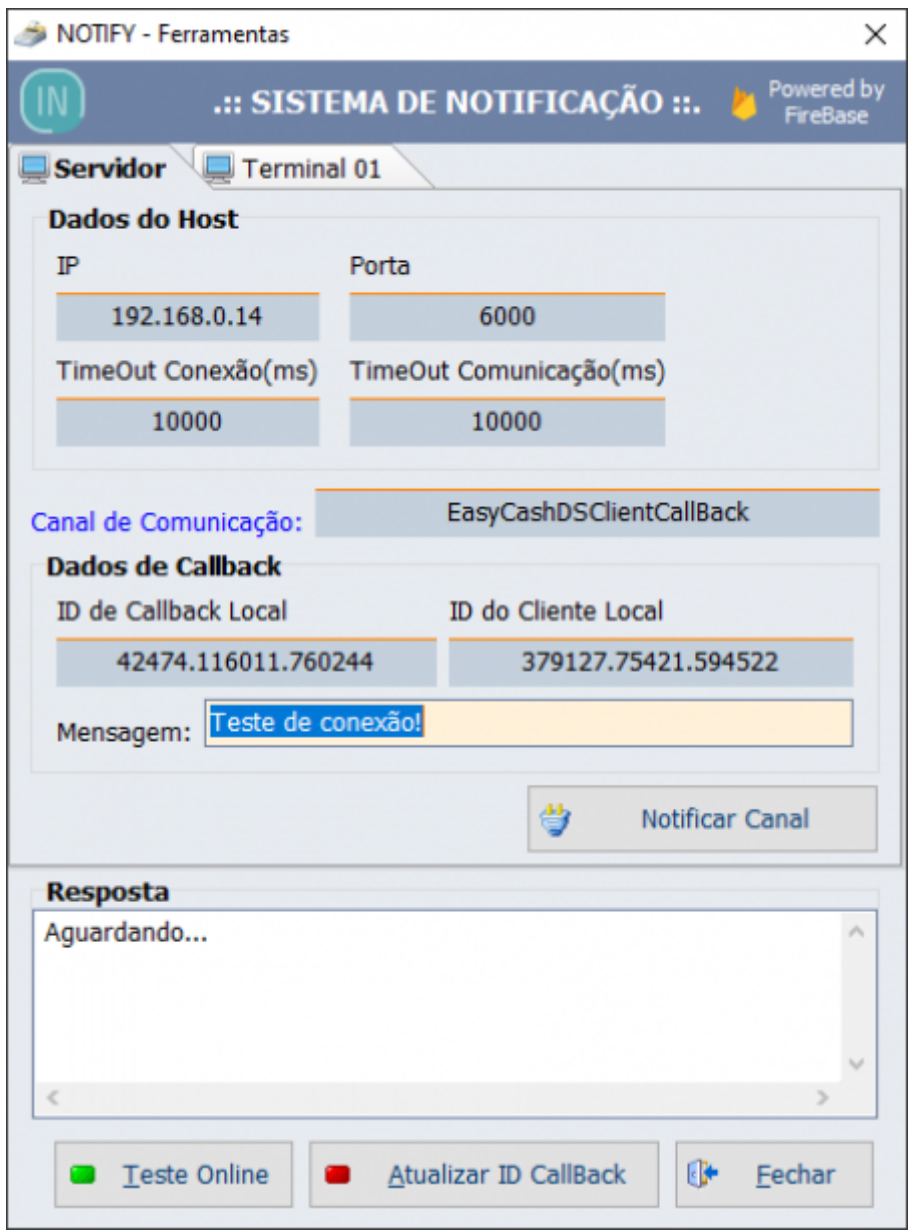 NOTIFY - Ferramentas
IN
.:: SISTEMA DE NOTIFICAÇÃO ::.
Powered by
FireBase
Servidor
Terminal 01
Dados do Host
IP
Porta
192.168.0.14
6000
TimeOut Conexão(ms)
TimeOut Comunicação(ms)
10000
10000
Canal de Comunicação:
EasyCashDSClientCallBack
Dados de Callback
ID de Callback Local
ID do Cliente Local
42474.116011.760244
379127.75421.594522
Mensagem:
Teste de conexão!
Notificar Canal
Resposta
Aguardando...
Teste Online
Atualizar ID CallBack
Fechar